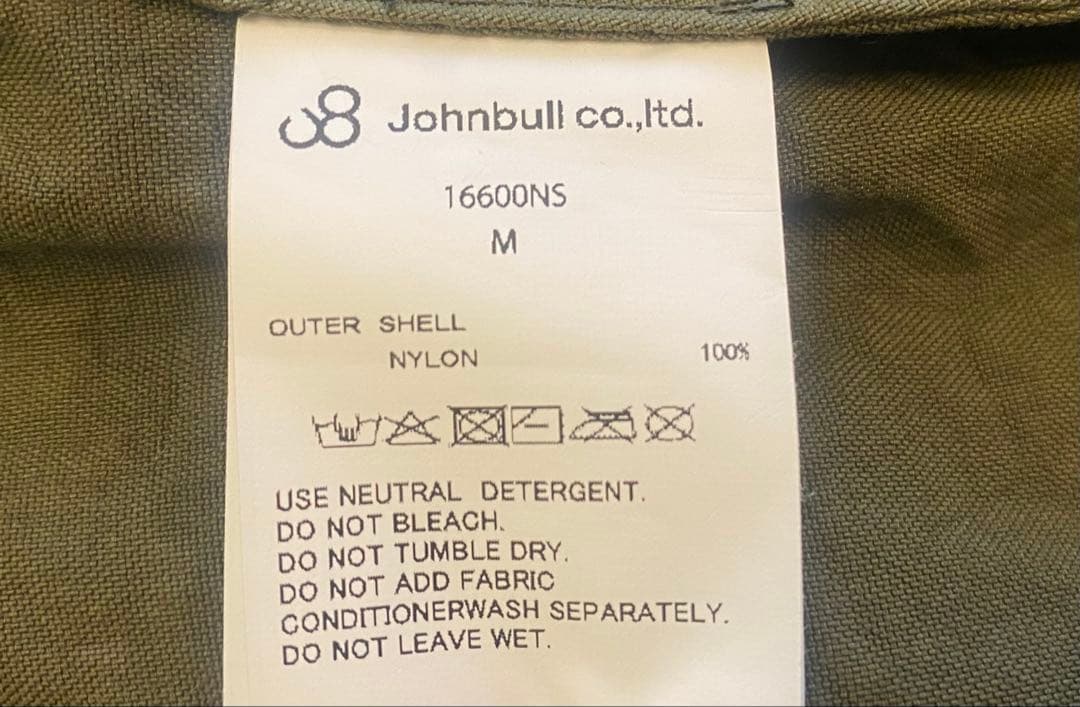 Johnbull co.,ltd.
16600NS
M
OUTER SHELL
NYLON 100%
USE NEUTRAL DETERGENT.
DO NOT BLEACH.
DO NOT TUMBLE DRY.
DO NOT ADD FABRIC
CONDITIONERWASH SEPARATELY.
DO NOT LEAVE WET.